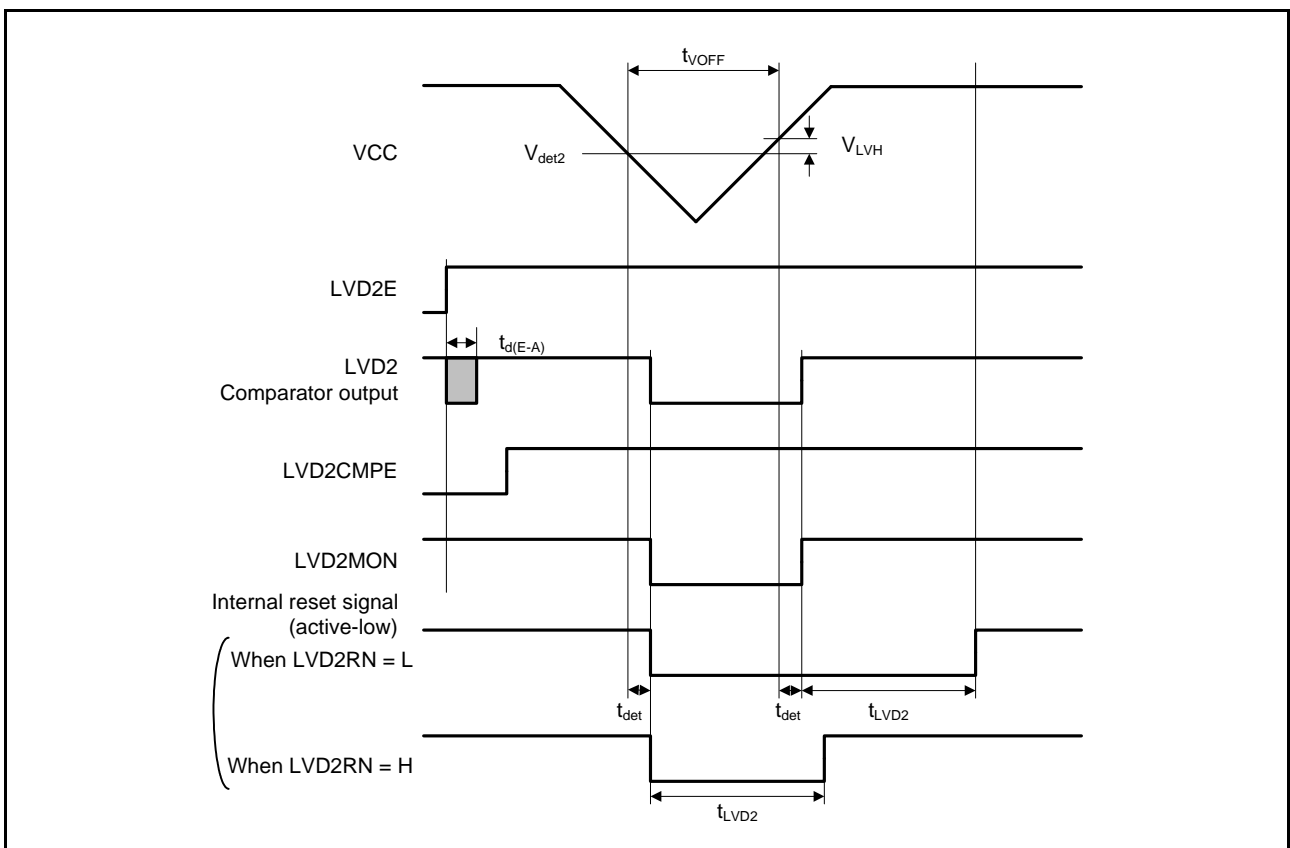 tVOFF
VCC
Vdet2
VLVH
LVD2E
td(E-A)
LVD2
Comparator output
LVD2CMPE
LVD2MON
Internal reset signal
(active-low)
When LVD2RN = L
tdet
tdet
tLVD2
When LVD2RN = H
tLVD2